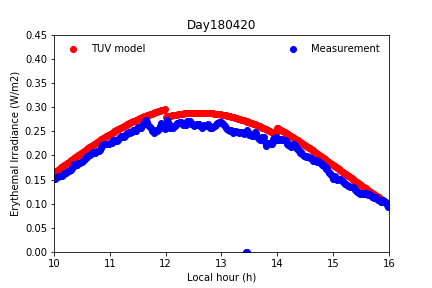 Day180420
0.45
0.40
0.35
0.30
0.25
0.20
0.15
0.10
0.05
0.00
Erythemal Irradiance (W/m2)
TUV model
Measurement
10 11 12 13 14 15 16
Local hour (h)